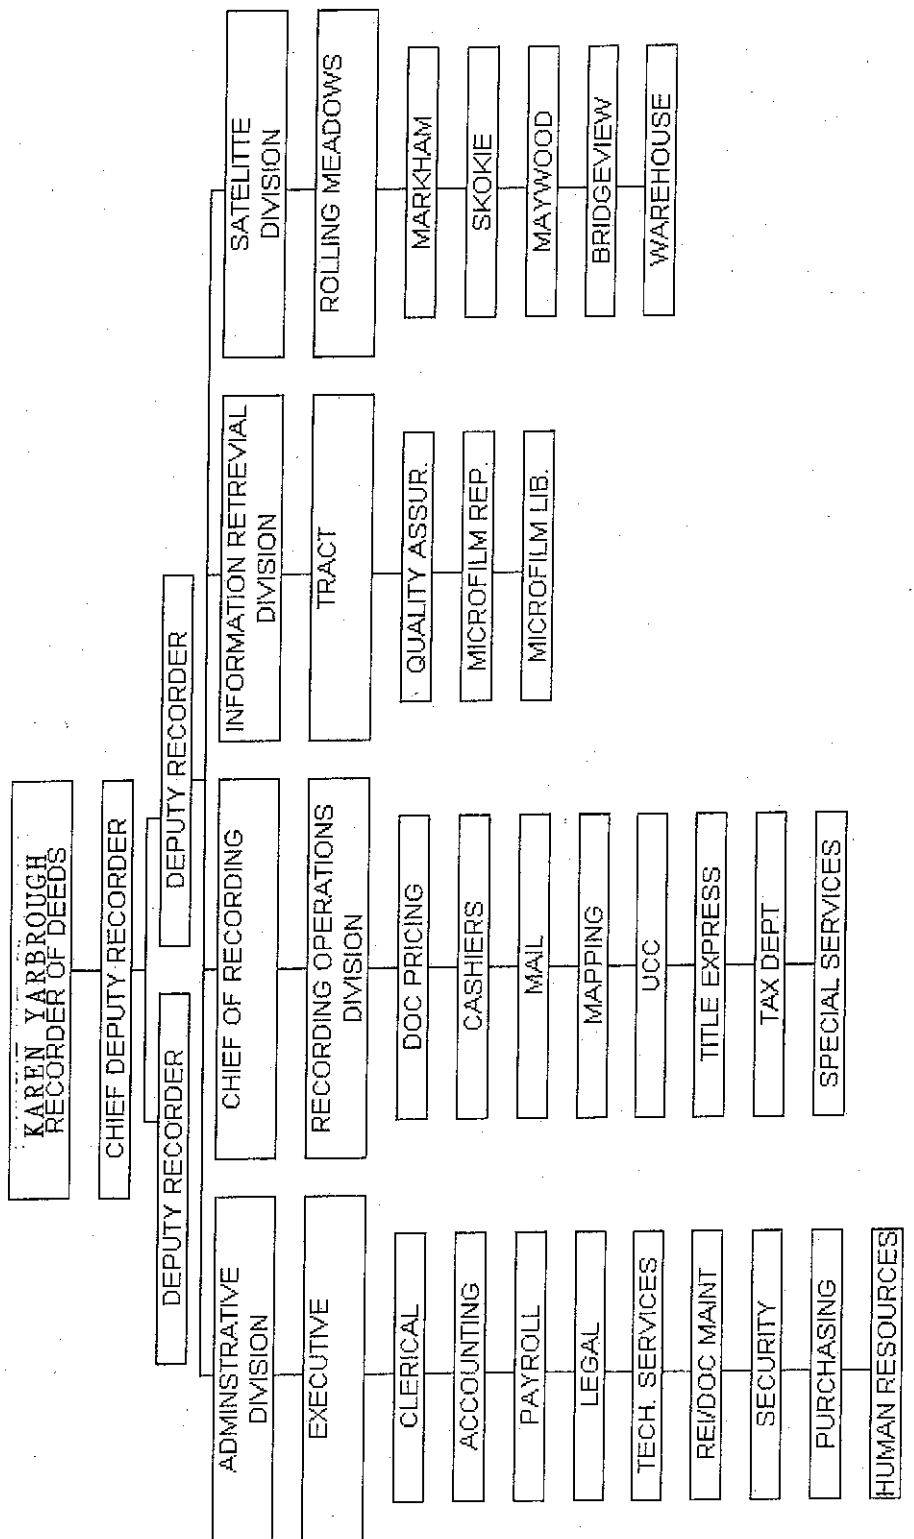 KAREN YARBROUGH
RECORDER OF DEEDS
CHIEF DEPUTY RECORDER
DEPUTY RECORDER
DEPUTY RECORDER
ADMINSTRATIVE
DIVISION
EXECUTIVE
CLERICAL
ACCOUNTING
PAYROLL
LEGAL
TECH. SERVICES
REI/DOC MAINT
SECURITY
PURCHASING
HUMAN RESOURCES
CHIEF OF RECORDING
RECORDING OPERATIONS
DIVISION
DOC PRICING
CASHIERS
MAIL
MAPPING
UCC
TITLE EXPRESS
TAX DEPT
SPECIAL SERVICES
INFORMATION RETREVIAL
DIVISION
TRACT
QUALITY ASSUR.
MICROFILM REP.
MICROFILM LIB.
SATELITTE
DIVISION
ROLLING MEADOWS
MARKHAM
SKOKIE
MAYWOOD
BRIDGEVIEW
WAREHOUSE